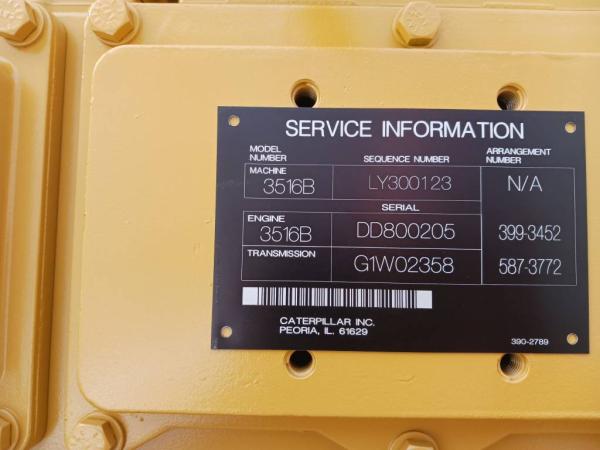 SERVICE INFORMATION
MODEL NUMBER SEQUENCE NUMBER ARRANGEMENT NUMBER
MACHINE 3516B LY300123 N/A
SERIAL
ENGINE 3516B DD800205 399-3452
TRANSMISSION G1W02358 587-3772
CATERPILLAR INC.
PEORIA, IL. 61629
390-2789